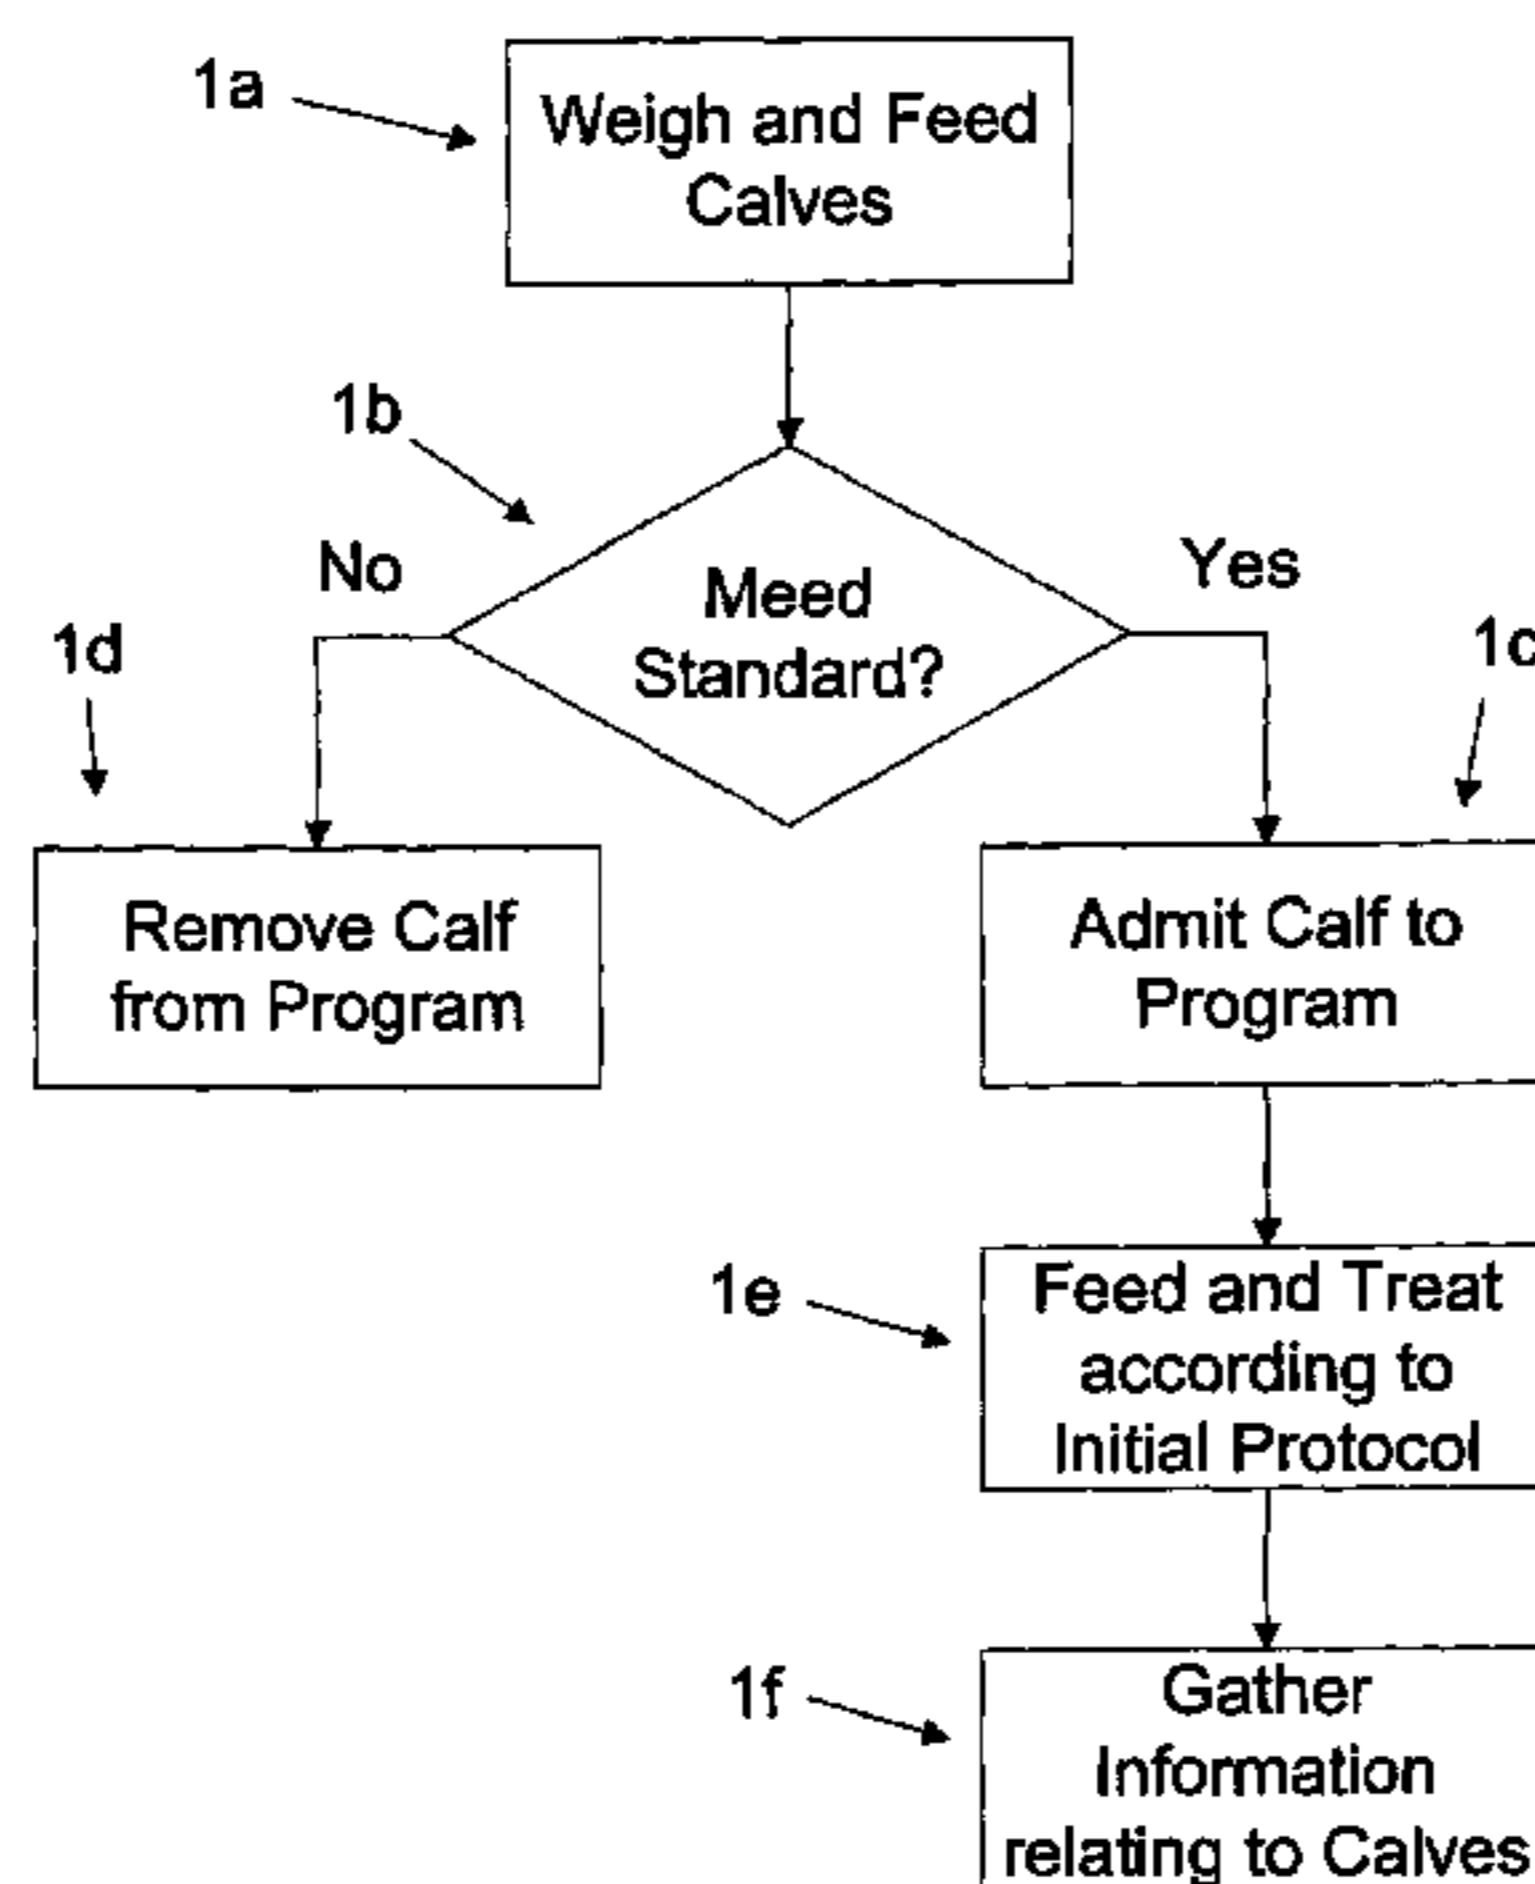 1a
Weigh and Feed
Calves
1b
No
Meed
Standard?
Yes
1d
1c
Remove Calf
from Program
Admit Calf to
Program
1e
Feed and Treat
according to
Initial Protocol
1f
Gather
Information
relating to Calves